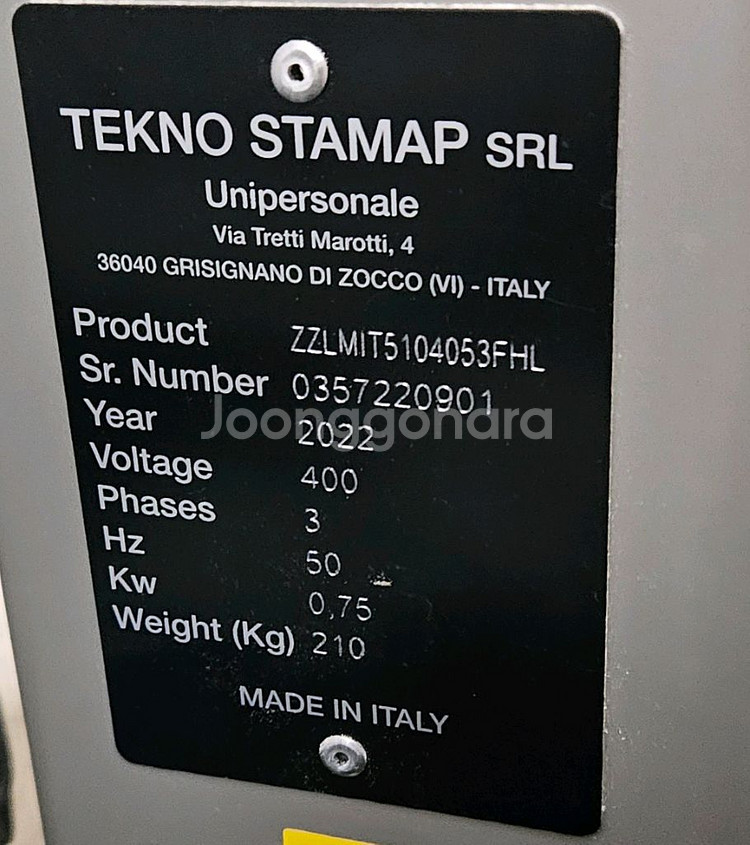 TEKNO STAMAP SRL
Unipersonale
Via Tretti Marotti, 4
36040 GRISIGNANO DI ZOCCO (VI) - ITALY
Product ZZLMIT5104053FHL
Sr. Number 0357220901
Joonggondra
Year 2022
Voltage 400
Phases 3
Hz 50
Kw 0,75
Weight (Kg) 210
MADE IN ITALY